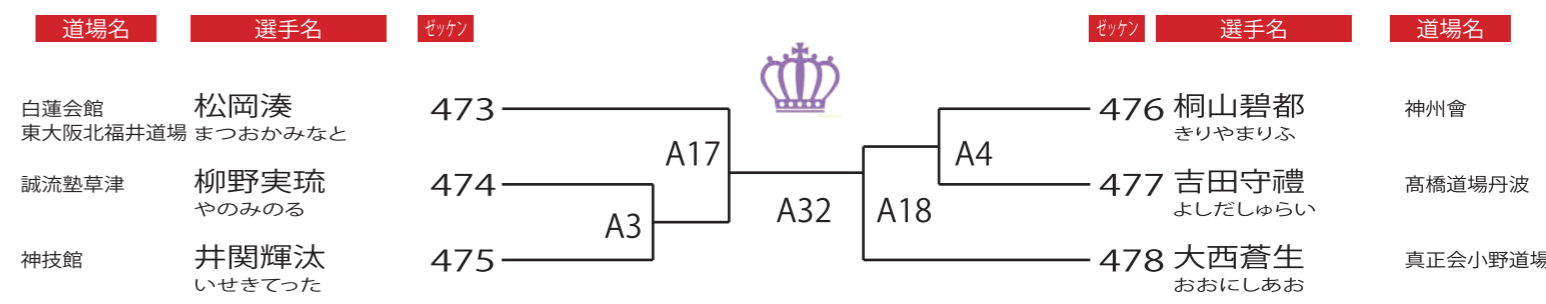 道場名 選手名 ゼッケン ゼッケン 選手名 道場名
白蓮会館 松岡湊 473 476 桐山碧都 神州會
東大阪北福井道場 まつおかみなと きりやまりふ
A17 A4
誠流塾草津 柳野実琉 474 477 吉田守禮 髙橋道場丹波
やのみのる よしだしゅらい
A3 A32 A18
神技館 井関輝汰 475 478 大西蒼生 真正会小野道場
いせきてった おおにしあお